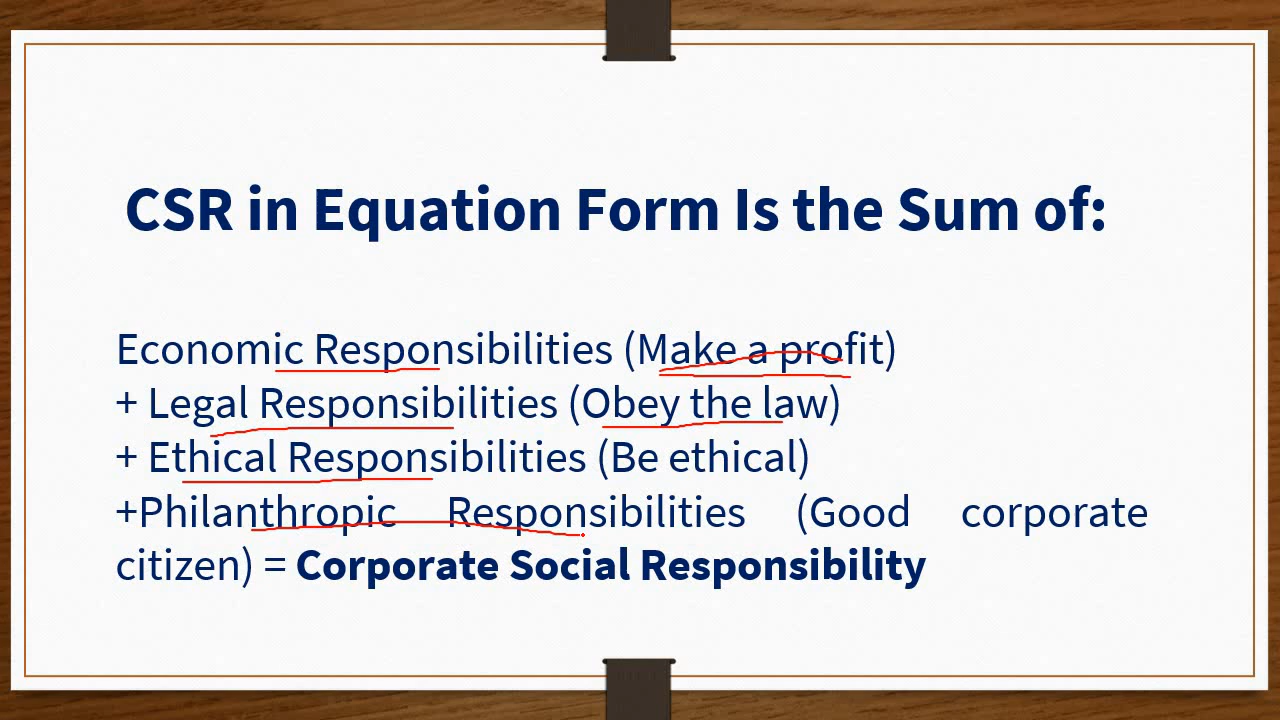 CSR in Equation Form Is the Sum of:
Economic Responsibilities (Make a profit)
+ Legal Responsibilities (Obey the law)
+ Ethical Responsibilities (Be ethical)
+Philanthropic Responsibilities (Good corporate
citizen) = Corporate Social Responsibility